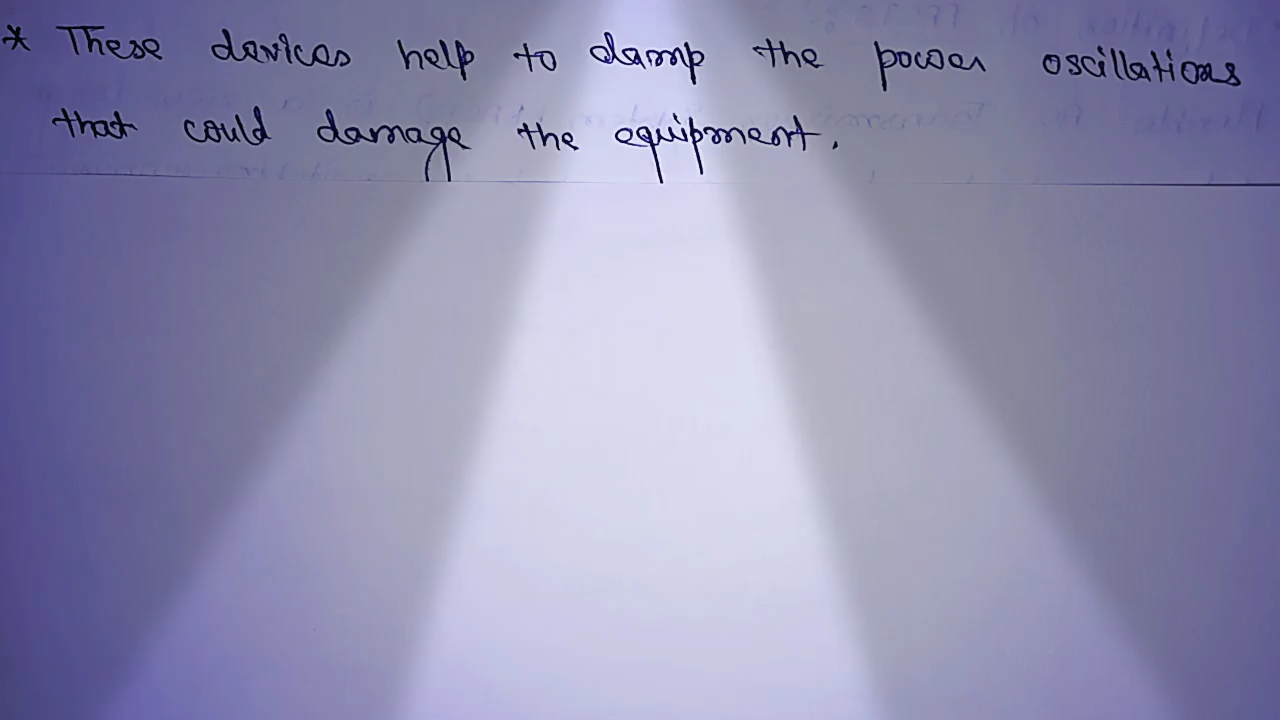 * These devices help to damp the power oscillations
that could damage the equipment.